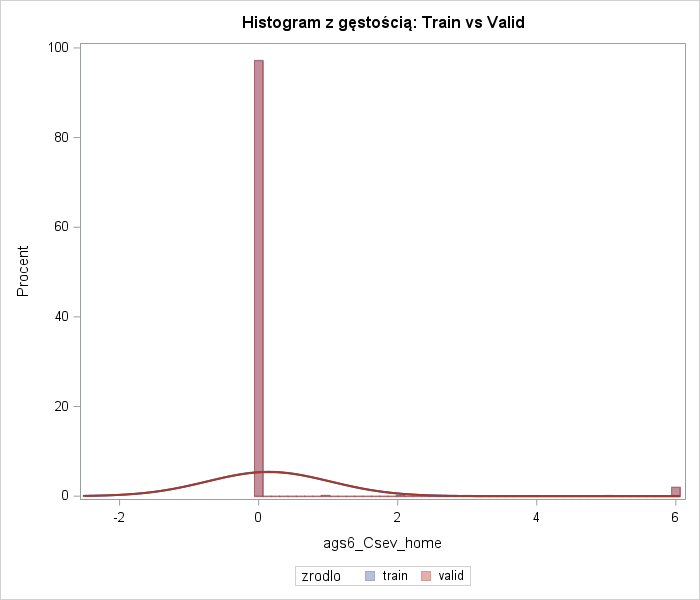 Histogram z gęstością: Train vs Valid
100
80
60
40
20
0
Procent
-2 0 2 4 6
ags6_Csev_home
zrodlo train valid